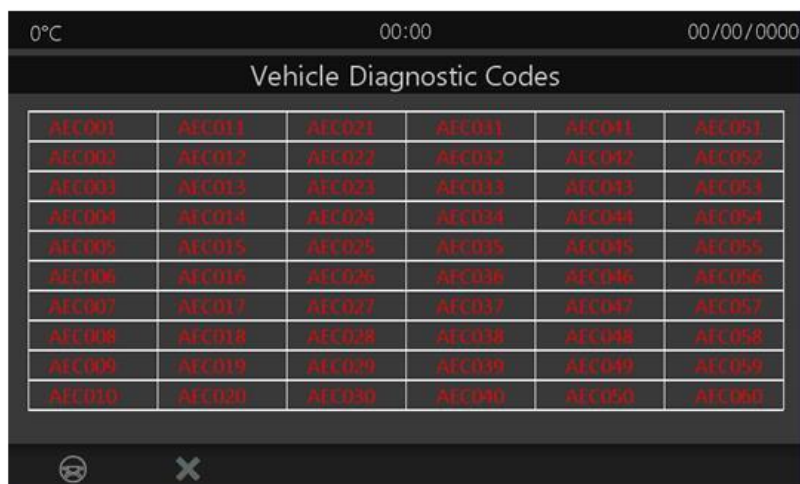 0°C 00:00 00/00/0000
Vehicle Diagnostic Codes
AEC001 AEC011 AEC021 AEC031 AEC041 AEC051
AEC002 AEC012 AEC022 AEC032 AEC042 AEC052
AEC003 AEC013 AEC023 AEC033 AEC043 AEC053
AEC004 AEC014 AEC024 AEC034 AEC044 AEC054
AEC005 AEC015 AEC025 AEC035 AEC045 AEC055
AEC006 AEC016 AEC026 AEC036 AEC046 AEC056
AEC007 AEC017 AEC027 AEC037 AEC047 AEC057
AEC008 AEC018 AEC028 AEC038 AEC048 AEC058
AEC009 AEC019 AEC029 AEC039 AEC049 AEC059
AEC010 AEC020 AEC030 AEC040 AEC050 AEC060